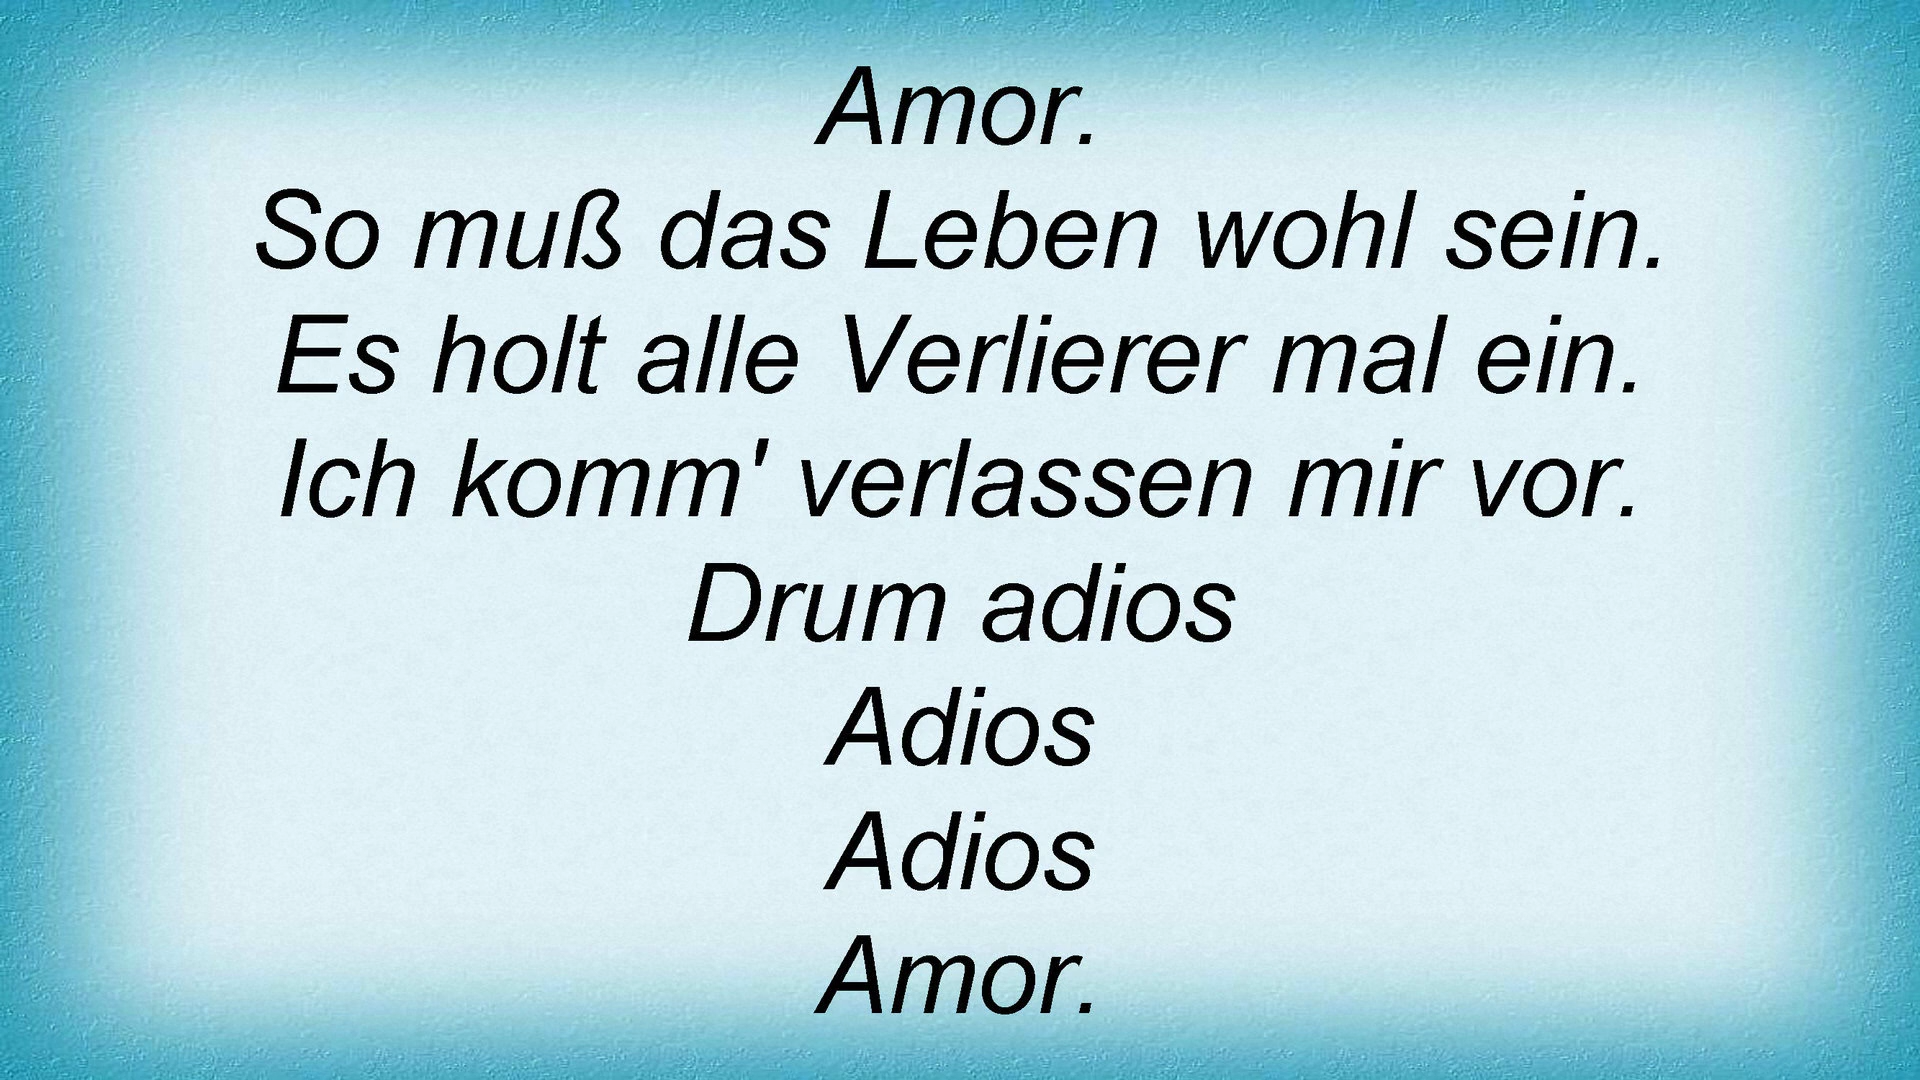 Amor.
So muß das Leben wohl sein.
Es holt alle Verlierer mal ein.
Ich komm' verlassen mir vor.
Drum adios
Adios
Adios
Amor.